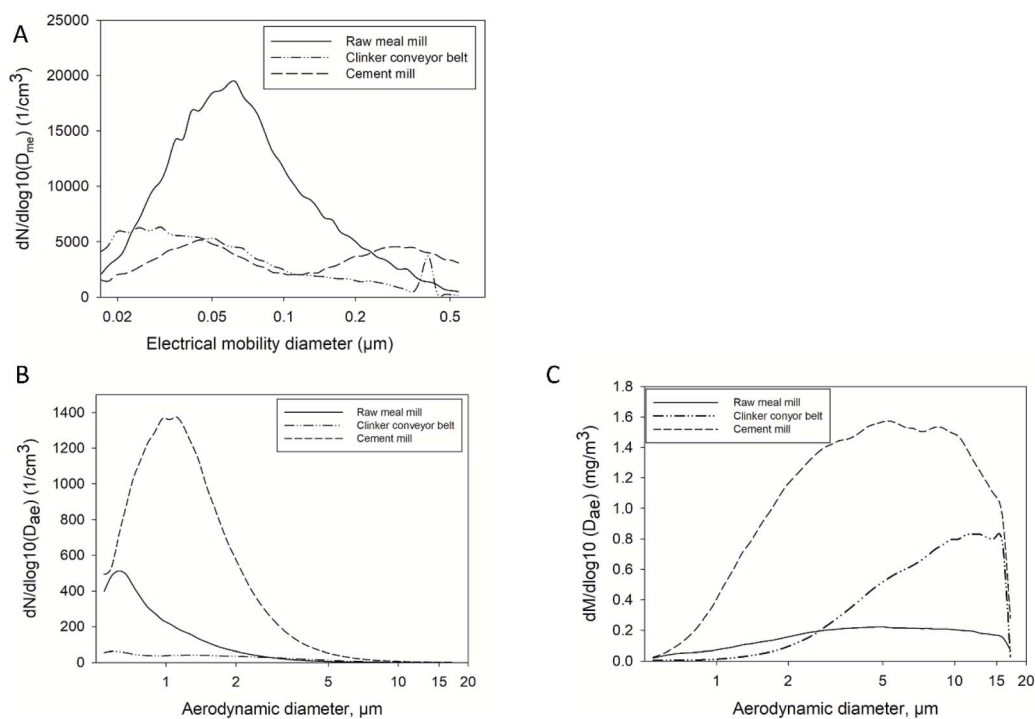 A
dN/dlog10(Dme) (1/cm3)
25000
20000
15000
10000
5000
0
Raw meal mill
Clinker conveyor belt
Cement mill
0.02 0.05 0.1 0.2 0.5
Electrical mobility diameter (µm)
B
dN/dlog10(Dae) (1/cm3)
1400
1200
1000
800
600
400
200
0
Raw meal mill
Clinker conveyor belt
Cement mill
1 2 5 10 15 20
Aerodynamic diameter, µm
C
dM/dlog10 (Dae) (mg/m3)
1.8
1.6
1.4
1.2
1.0
0.8
0.6
0.4
0.2
0.0
Raw meal mill
Clinker conyor belt
Cement mill
1 2 5 10 15 20
Aerodynamic diameter, µm